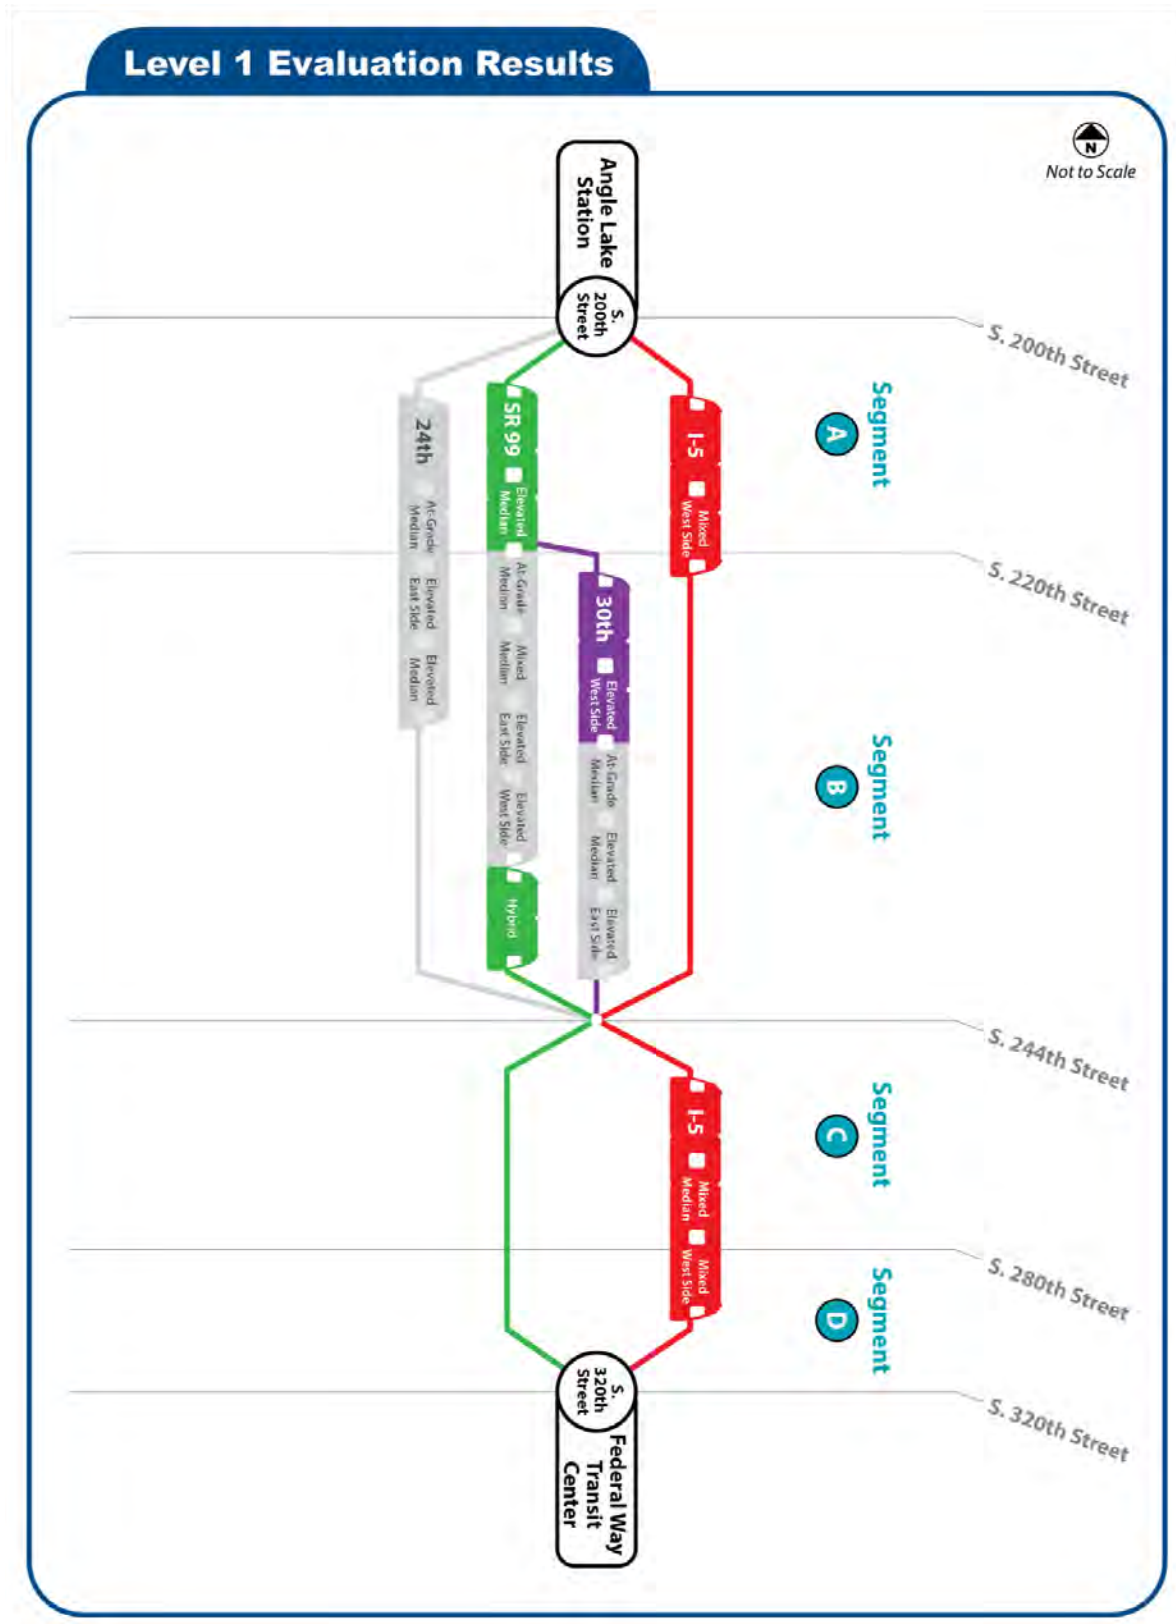 Level 1 Evaluation Results
N
Not to Scale
Angle Lake
Station
S.
200th
Street
S. 200th Street
Segment
A
I-5
Mixed
West Side
SR 99
Elevated
Median
At-Grade
Median
Mixed
Median
Elevated
East Side
Elevated
West Side
Hybrid
24th
At-Grade
Median
Elevated
East Side
Elevated
Median
S. 220th Street
30th
Elevated
West Side
At-Grade
Median
Elevated
Median
Elevated
East Side
Segment
B
S. 244th Street
Segment
C
I-5
Mixed
Median
Mixed
West Side
S. 280th Street
Segment
D
S.
320th
Street
S. 320th Street
Federal Way
Transit
Center